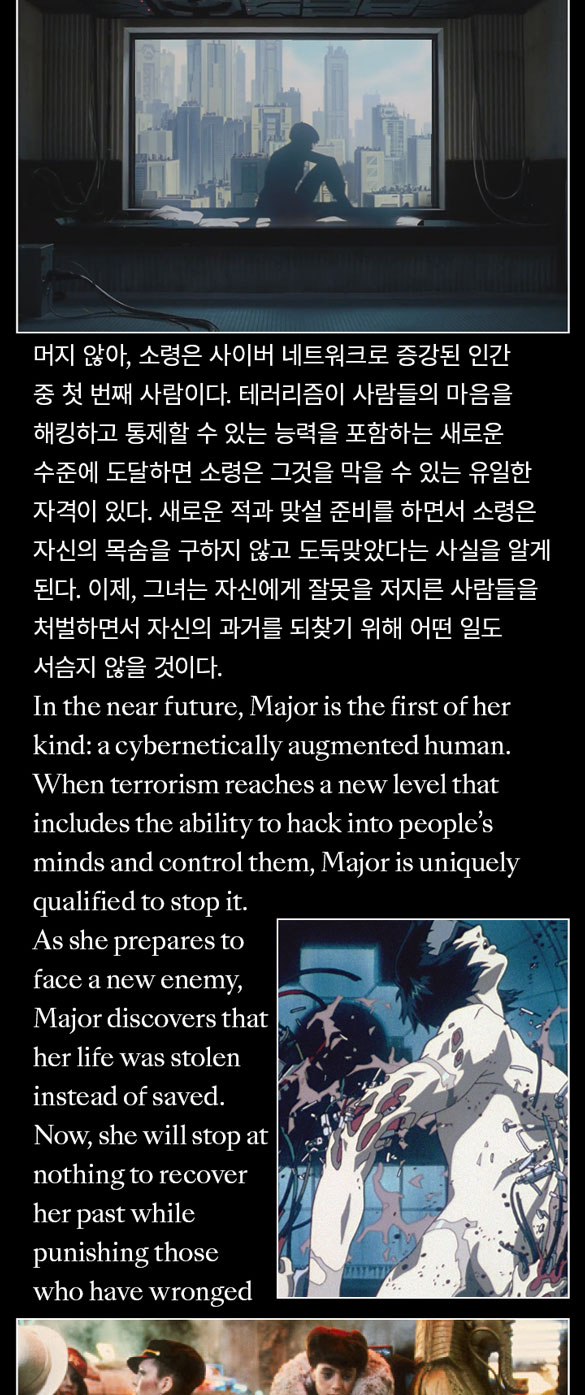 머지 않아, 소령은 사이버 네트워크로 증강된 인간
중 첫 번째 사람이다. 테러리즘이 사람들의 마음을
해킹하고 통제할 수 있는 능력을 포함하는 새로운
수준에 도달하면 소령은 그것을 막을 수 있는 유일한
자격이 있다. 새로운 적과 맞설 준비를 하면서 소령은
자신의 목숨을 구하지 않고 도둑맞았다는 사실을 알게
된다. 이제, 그녀는 자신에게 잘못을 저지른 사람들을
처벌하면서 자신의 과거를 되찾기 위해 어떤 일도
서슴지 않을 것이다.
In the near future, Major is the first of her
kind: a cybernetically augmented human.
When terrorism reaches a new level that
includes the ability to hack into people’s
minds and control them, Major is uniquely
qualified to stop it.
As she prepares to
face a new enemy,
Major discovers that
her life was stolen
instead of saved.
Now, she will stop at
nothing to recover
her past while
punishing those
who have wronged